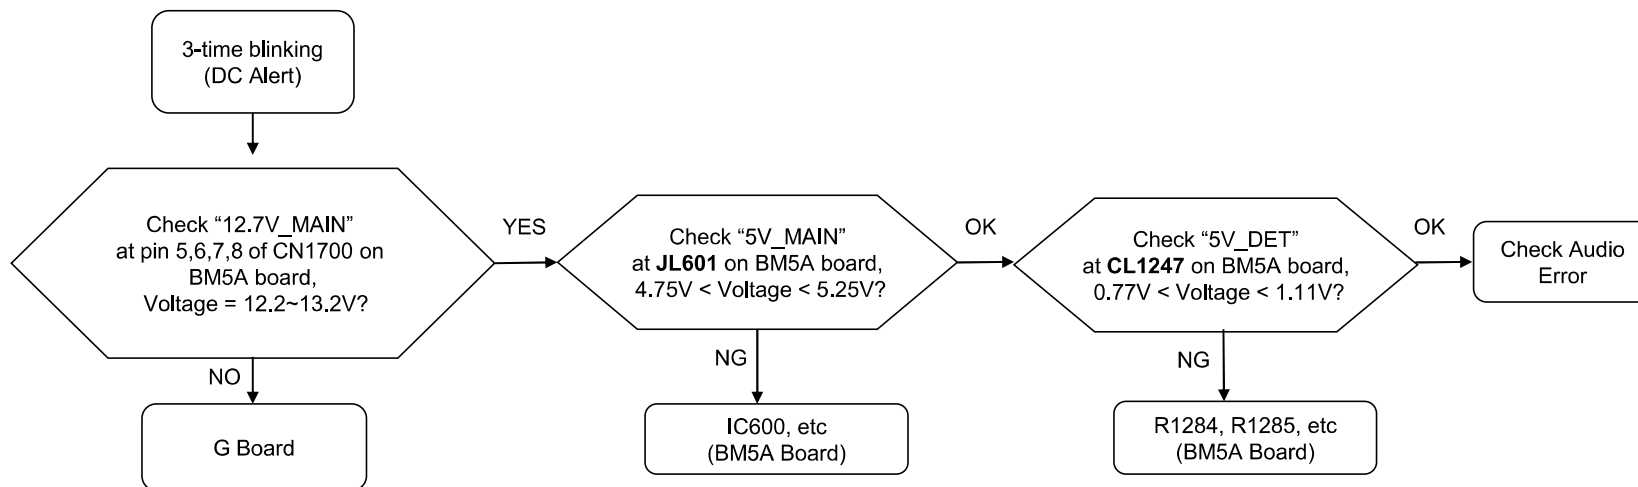 3-time blinking
(DC Alert)
Check “12.7V_MAIN”
at pin 5,6,7,8 of CN1700 on
BM5A board,
Voltage = 12.2~13.2V?
YES
NO
G Board
Check “5V_MAIN”
at JL601 on BM5A board,
4.75V < Voltage < 5.25V?
OK
NG
IC600, etc
(BM5A Board)
Check “5V_DET”
at CL1247 on BM5A board,
0.77V < Voltage < 1.11V?
OK
NG
R1284, R1285, etc
(BM5A Board)
Check Audio
Error